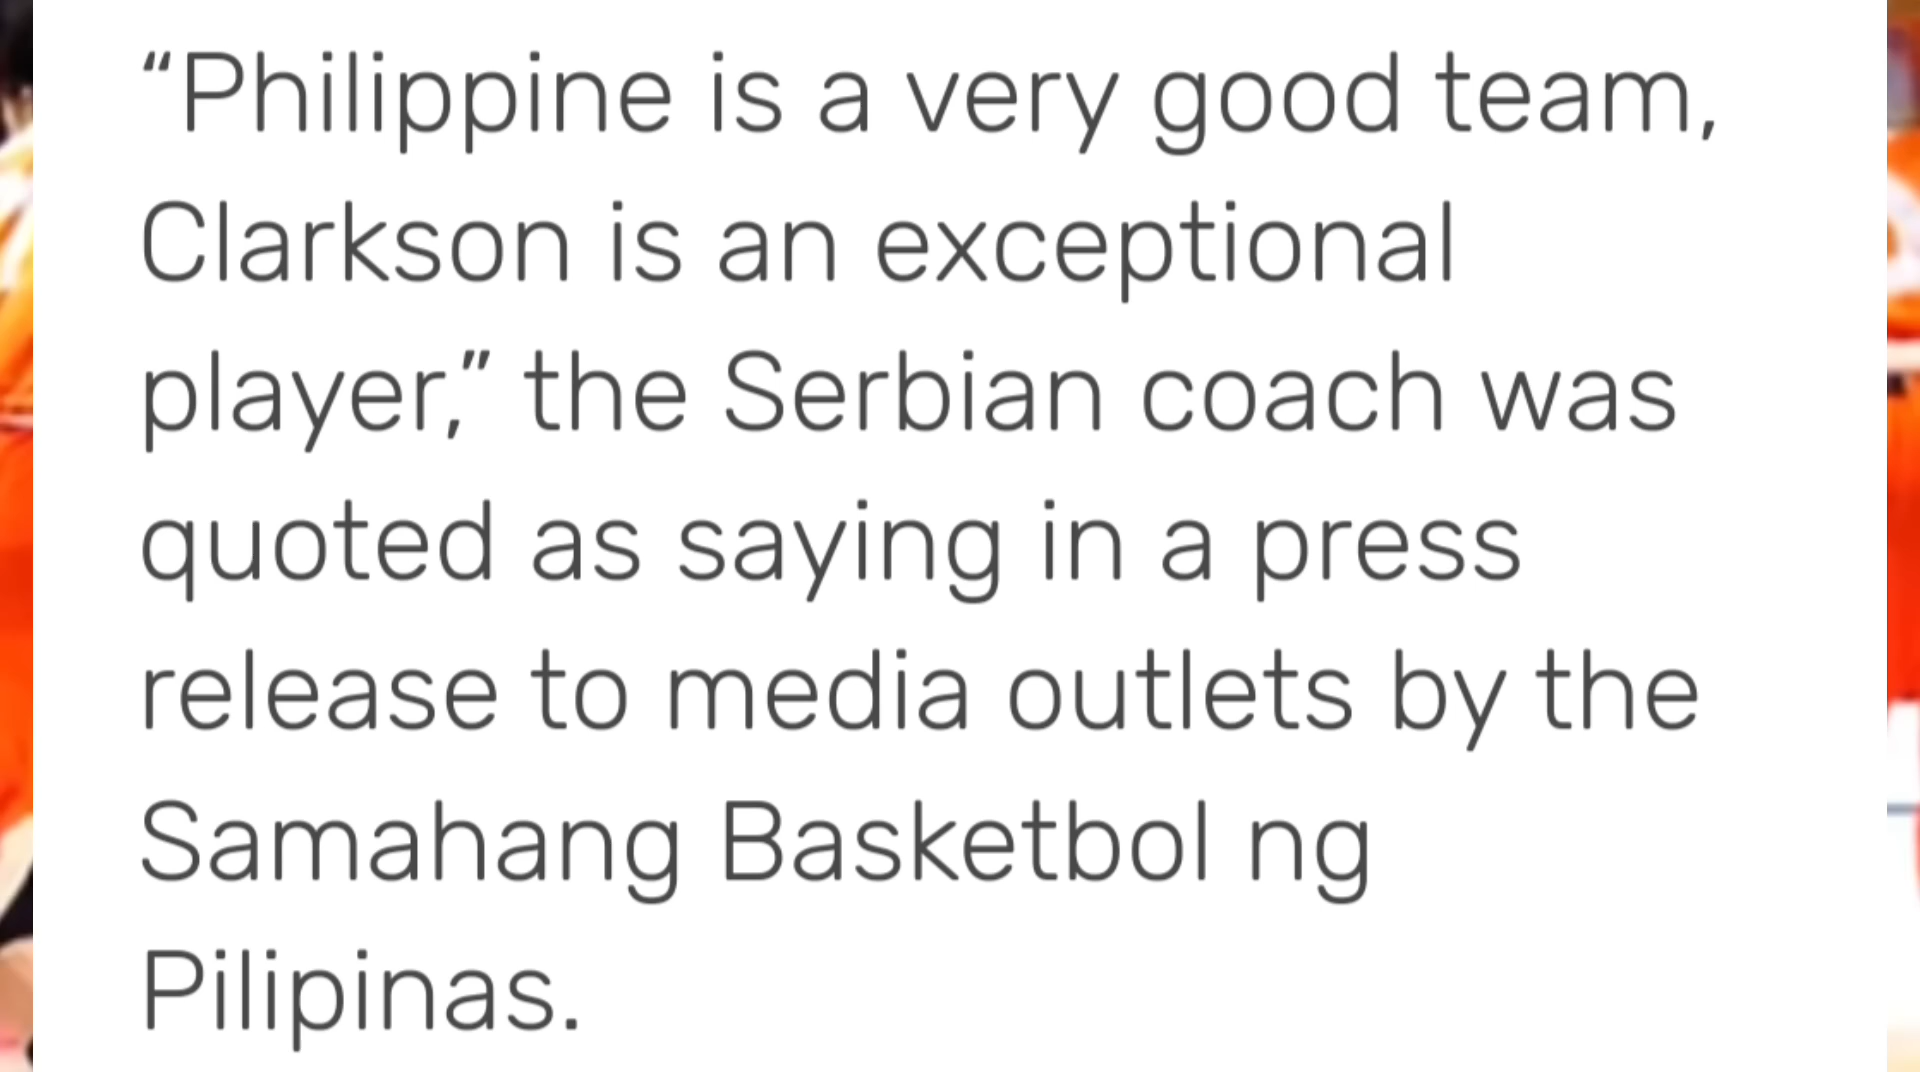 “Philippine is a very good team,
Clarkson is an exceptional
player,” the Serbian coach was
quoted as saying in a press
release to media outlets by the
Samahang Basketbol ng
Pilipinas.